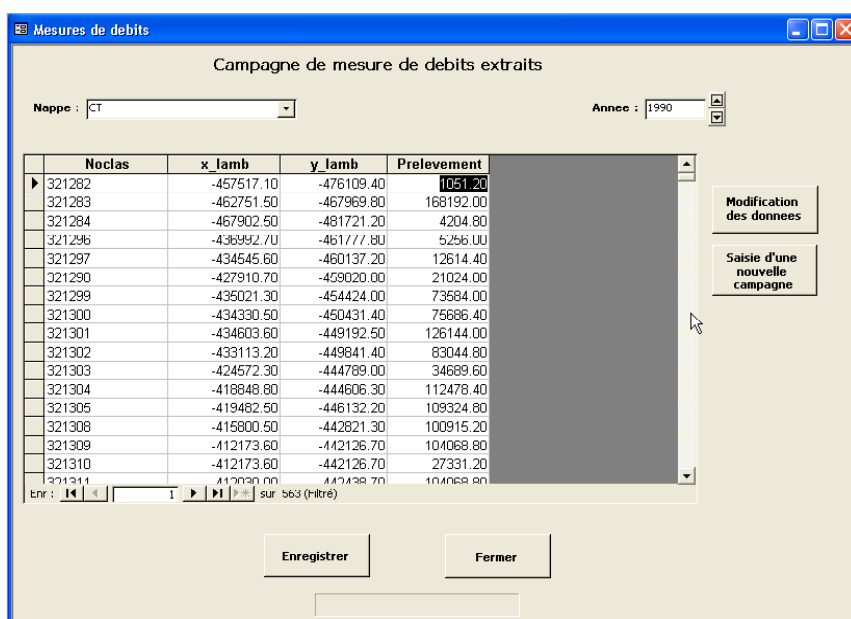 Mesures de debits
Campagne de mesure de debits extraits
Nappe : CT
Annee : 1990
Noclas x_lamb y_lamb Prelevement
321282 -457517.10 -476109.40 1051.20
321283 -462751.50 -467969.80 168192.00
321284 -467902.50 -481721.20 4204.80
321296 -436992.70 -461777.80 5256.00
321297 -434545.60 -460137.20 12614.40
321290 -427910.70 -459020.00 21024.00
321299 -435021.30 -454424.00 73584.00
321300 -434330.50 -450431.40 75686.40
321301 -434603.60 -449192.50 126144.00
321302 -433113.20 -449841.40 83044.80
321303 -424572.30 -444789.00 34689.60
321304 -418848.80 -444606.30 112478.40
321305 -419482.50 -446132.20 109324.80
321308 -415800.50 -442821.30 100915.20
321309 -412173.60 -442126.70 104068.80
321310 -412173.60 -442126.70 27331.20
321311 -412030.00 -442438.70 104068.80
Enr : 1 sur 563 (Filtré)
Modification
des donnees
Saisie d'une
nouvelle
campagne
Enregistrer
Fermer